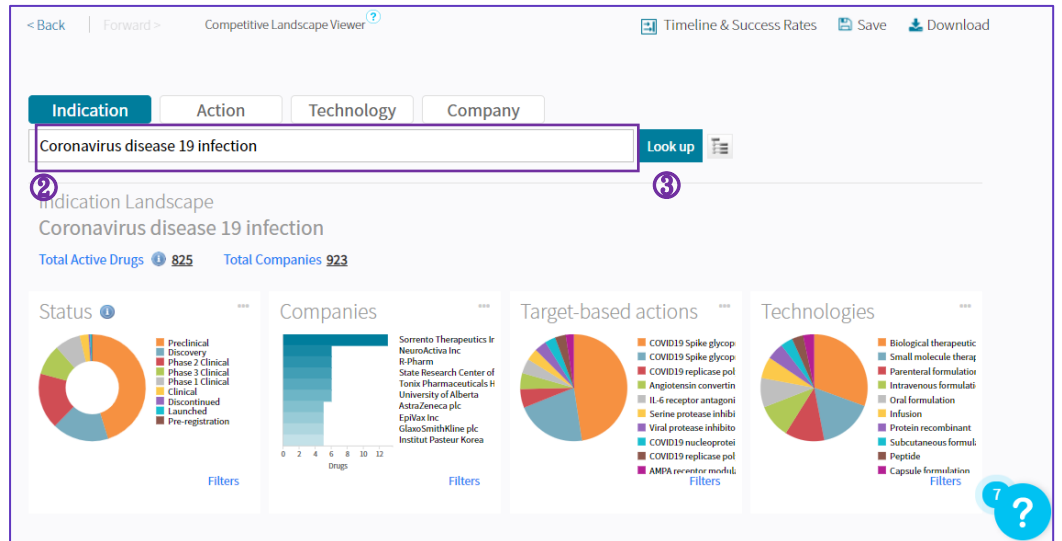 < Back
Forward >
Competitive Landscape Viewer ?
Timeline & Success Rates
Save
Download
Indication
Action
Technology
Company
Coronavirus disease 19 infection
Look up
②
③
Indication Landscape
Coronavirus disease 19 infection
Total Active Drugs i 825 Total Companies 923
Status i
Preclinical
Discovery
Phase 2 Clinical
Phase 3 Clinical
Phase 1 Clinical
Clinical
Discontinued
Launched
Pre-registration
Filters
Companies
Sorrento Therapeutics Ir
NeuroActiva Inc
R-Pharm
State Research Center of
Tonix Pharmaceuticals H
University of Alberta
AstraZeneca plc
EpiVax Inc
GlaxoSmithKline plc
Institut Pasteur Korea
0 2 4 6 8 10 12
Drugs
Filters
Target-based actions
COVID19 Spike glycop
COVID19 Spike glycop
COVID19 replicase pol
Angiotensin convertin
IL-6 receptor antagoni
Serine protease inhibi
Viral protease inhibito
COVID19 nucleoprotei
COVID19 replicase pol
AMPA receptor modul
Filters
Technologies
Biological therapeutic
Small molecule therap
Parenteral formulation
Intravenous formulati
Oral formulation
Infusion
Protein recombinant
Subcutaneous formul
Peptide
Capsule formulation
Filters
7
?